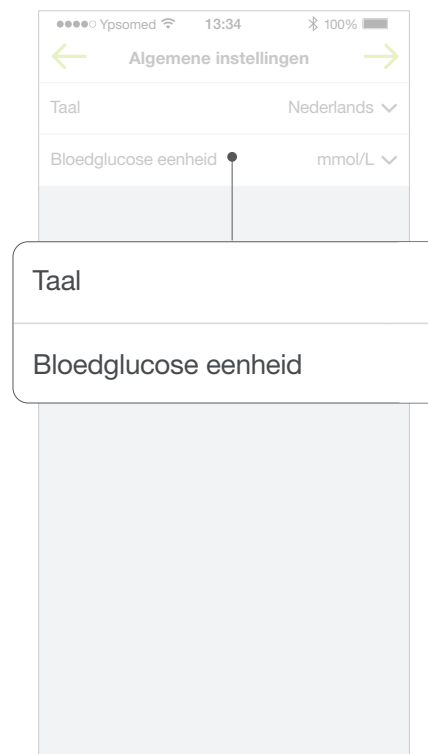 Ypsomed 13:34 100%
Algemene instellingen
Taal Nederlands
Bloedglucose eenheid mmol/L
Taal
Bloedglucose eenheid